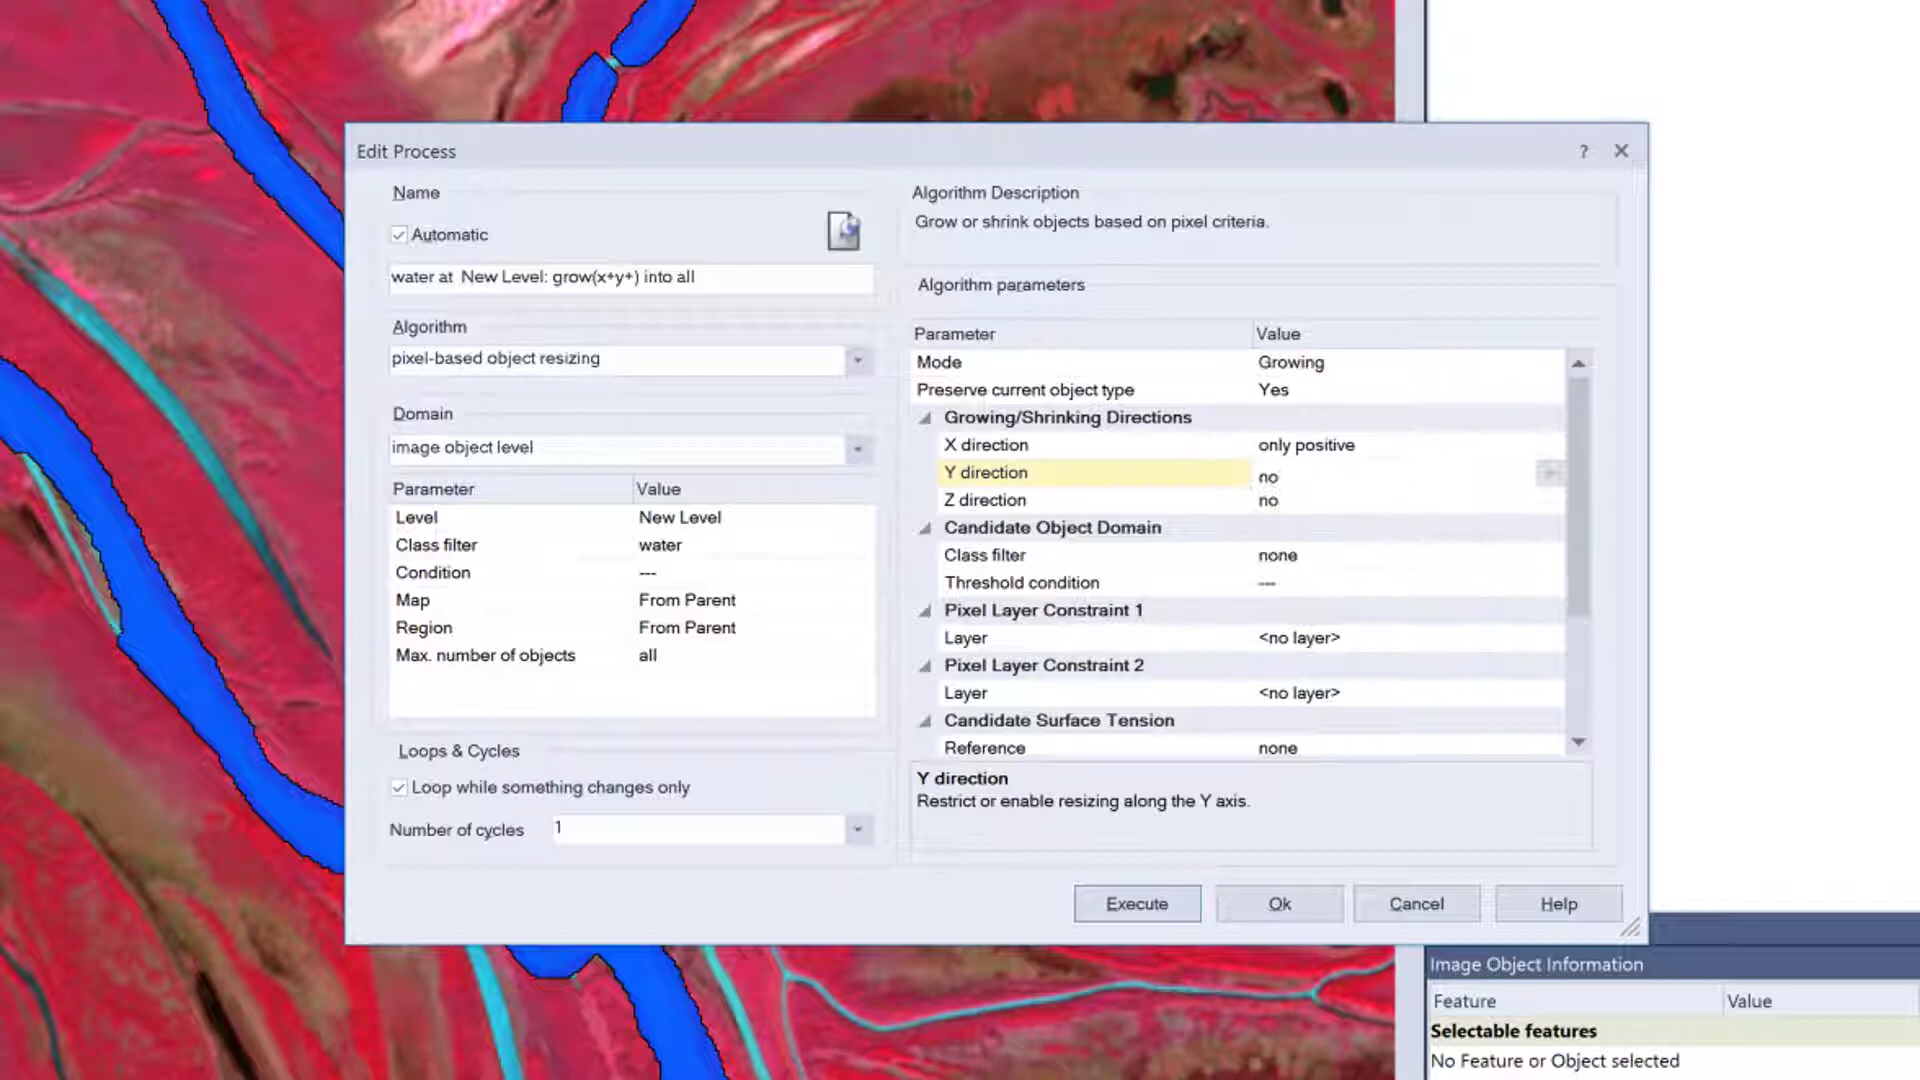 Edit Process
?
Name
Automatic
water at New Level: grow(x+y+) into all
Algorithm
pixel-based object resizing
Domain
image object level
Parameter Value
Level New Level
Class filter water
Condition ---
Map From Parent
Region From Parent
Max. number of objects all
Loops & Cycles
Loop while something changes only
Number of cycles 1
Algorithm Description
Grow or shrink objects based on pixel criteria.
Algorithm parameters
Parameter Value
Mode Growing
Preserve current object type Yes
Growing/Shrinking Directions
X direction only positive
Y direction no
Z direction no
Candidate Object Domain
Class filter none
Threshold condition ---
Pixel Layer Constraint 1
Layer <no layer>
Pixel Layer Constraint 2
Layer <no layer>
Candidate Surface Tension
Reference none
Y direction
Restrict or enable resizing along the Y axis.
Execute Ok Cancel Help
Image Object Information
Feature Value
Selectable features
No Feature or Object selected